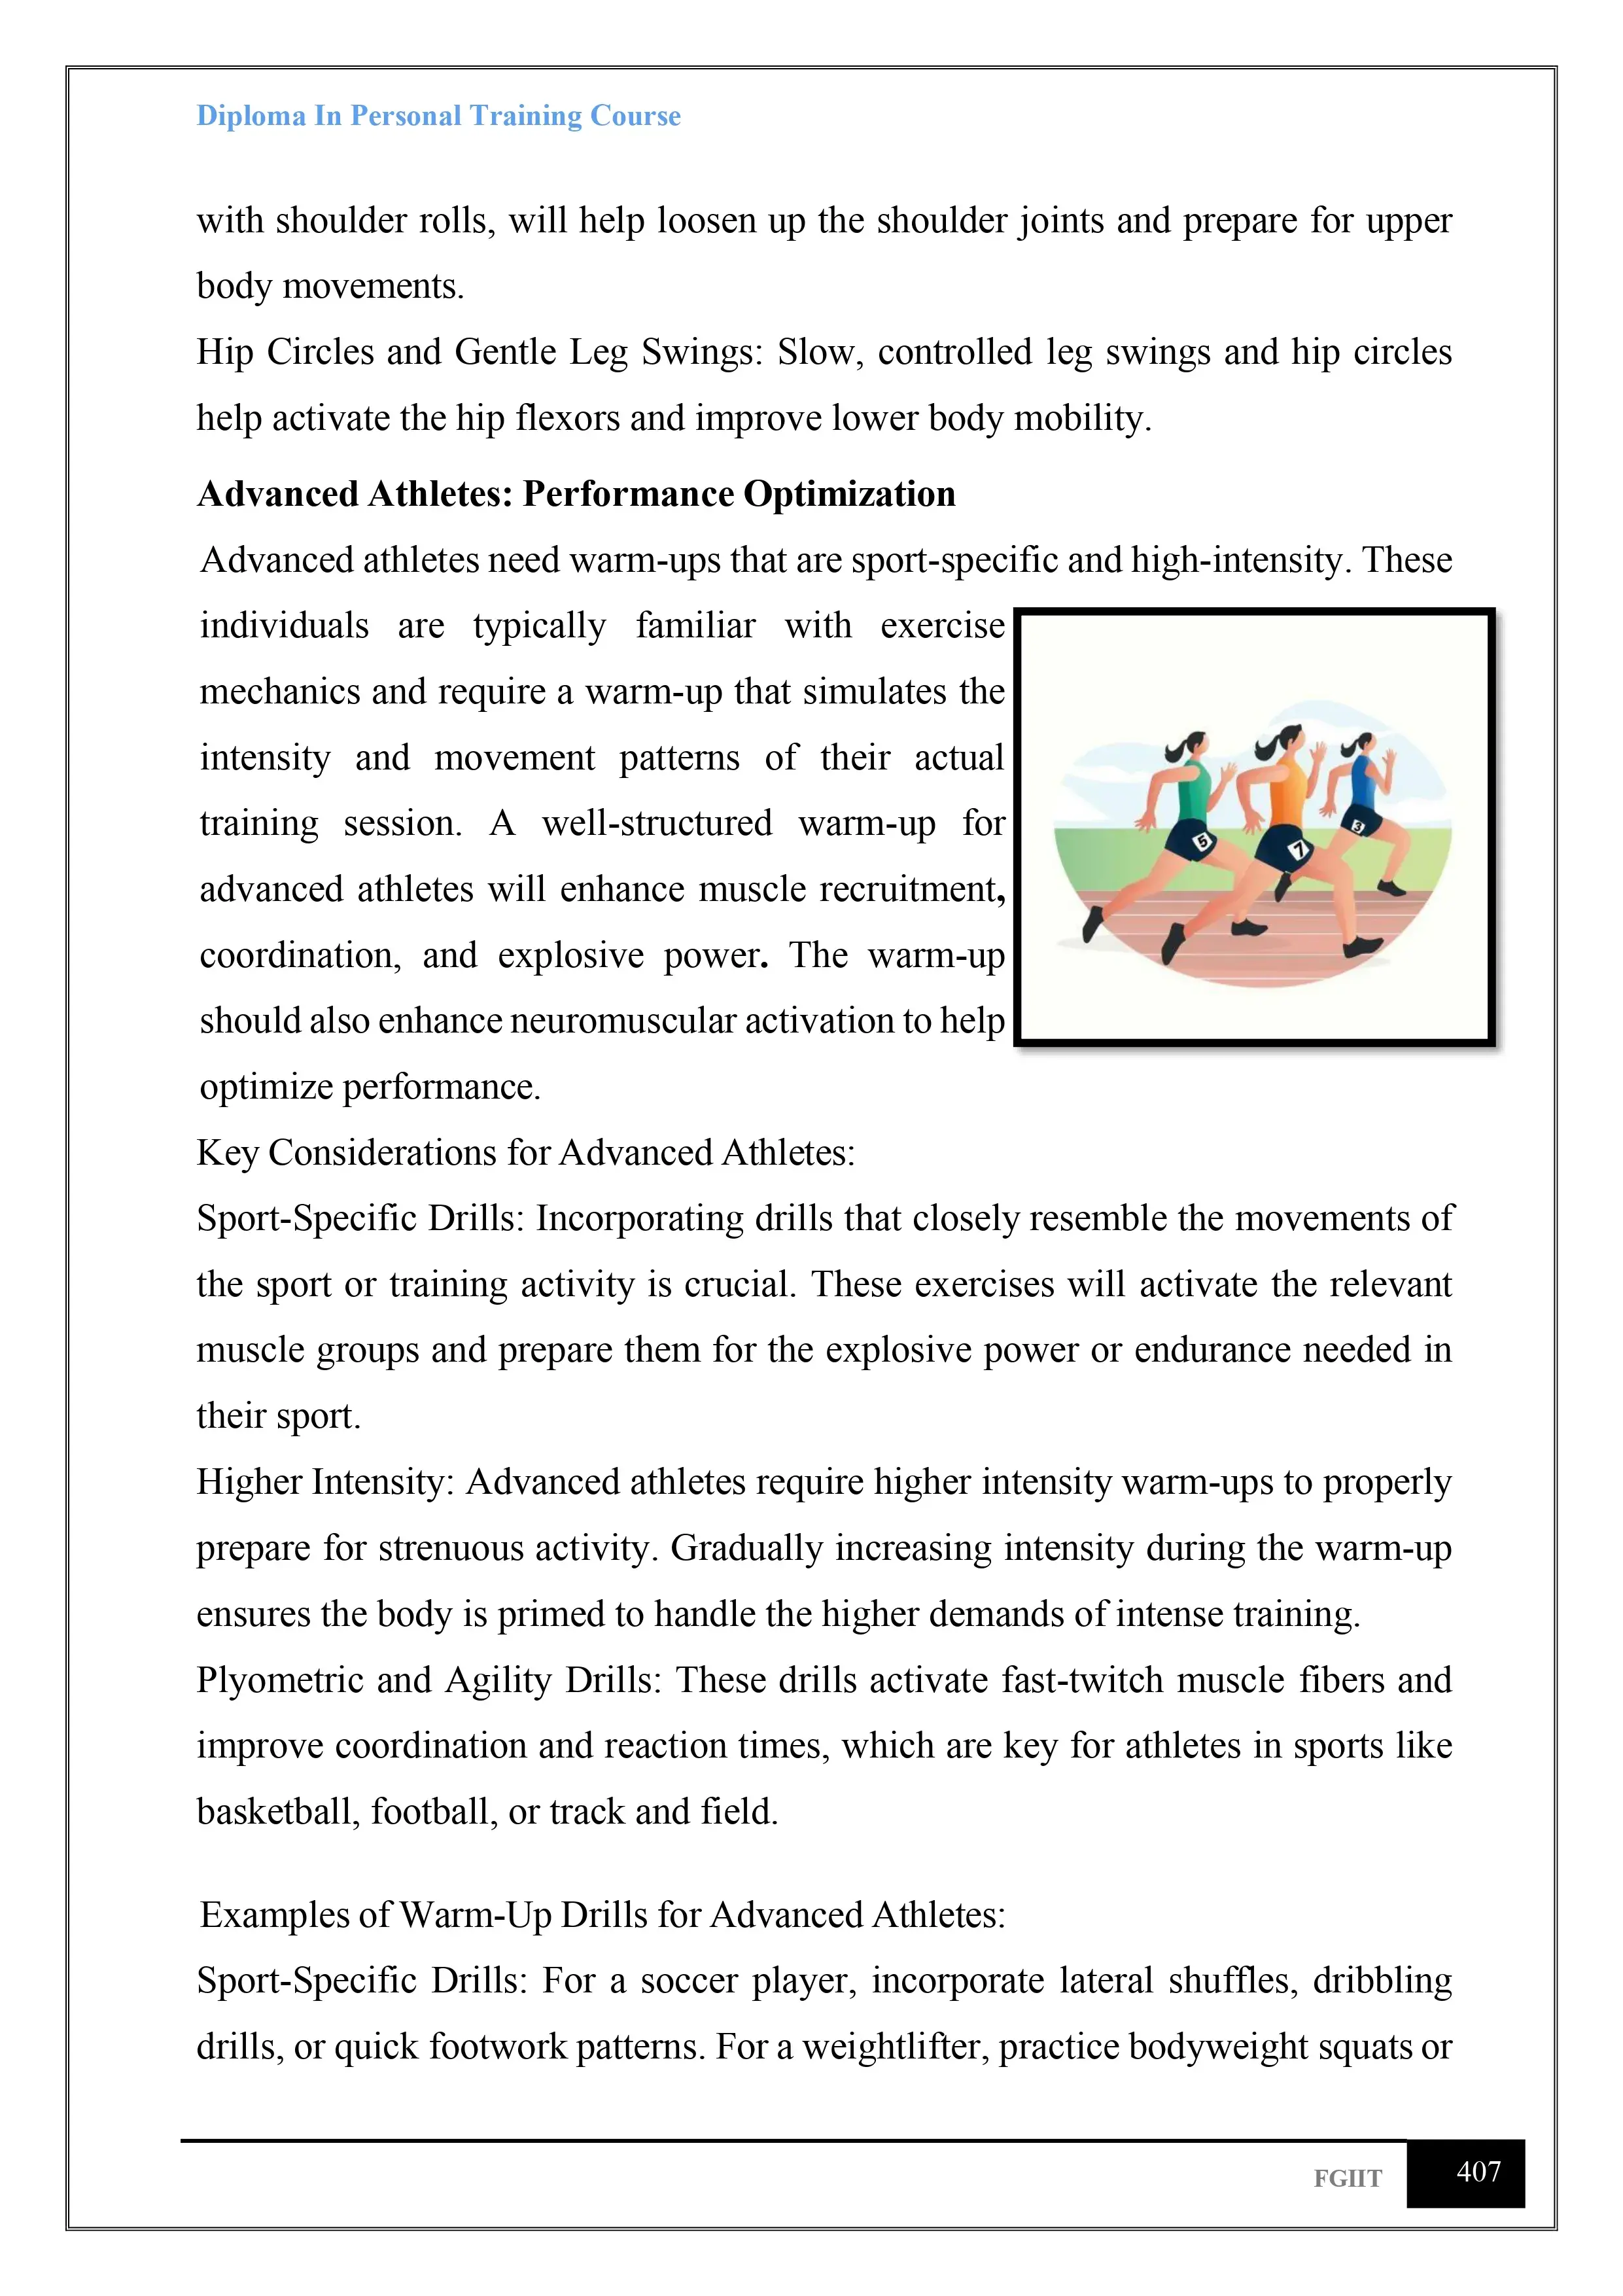 Diploma In Personal Training Course
with shoulder rolls, will help loosen up the shoulder joints and prepare for upper
body movements.
Hip Circles and Gentle Leg Swings: Slow, controlled leg swings and hip circles
help activate the hip flexors and improve lower body mobility.
Advanced Athletes: Performance Optimization
Advanced athletes need warm-ups that are sport-specific and high-intensity. These
individuals are typically familiar with exercise
mechanics and require a warm-up that simulates the
intensity and movement patterns of their actual
training session. A well-structured warm-up for
advanced athletes will enhance muscle recruitment,
coordination, and explosive power. The warm-up
should also enhance neuromuscular activation to help
optimize performance.
5
7
3
Key Considerations for Advanced Athletes:
Sport-Specific Drills: Incorporating drills that closely resemble the movements of
the sport or training activity is crucial. These exercises will activate the relevant
muscle groups and prepare them for the explosive power or endurance needed in
their sport.
Higher Intensity: Advanced athletes require higher intensity warm-ups to properly
prepare for strenuous activity. Gradually increasing intensity during the warm-up
ensures the body is primed to handle the higher demands of intense training.
Plyometric and Agility Drills: These drills activate fast-twitch muscle fibers and
improve coordination and reaction times, which are key for athletes in sports like
basketball, football, or track and field.
Examples of Warm-Up Drills for Advanced Athletes:
Sport-Specific Drills: For a soccer player, incorporate lateral shuffles, dribbling
drills, or quick footwork patterns. For a weightlifter, practice bodyweight squats or
FGIIT
407